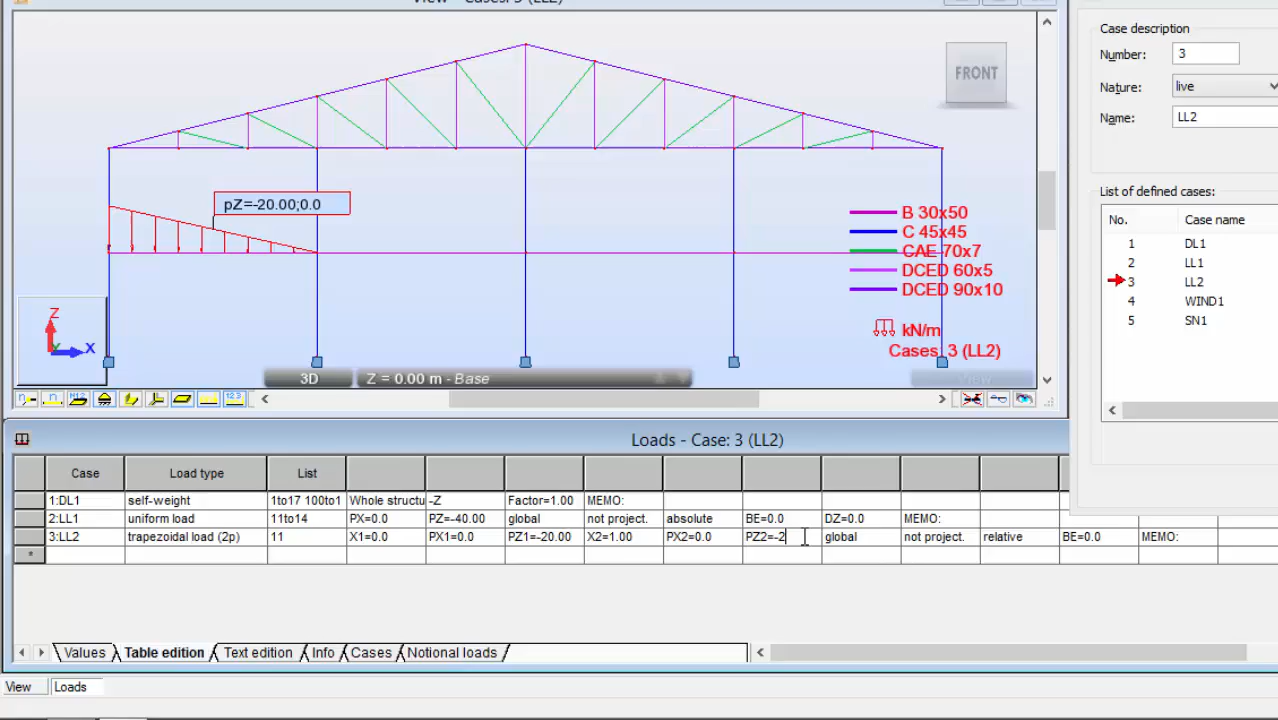 View - Cases: 3 (LL2)
FRONT
pZ=-20.00;0.0
B 30x50
C 45x45
CAE 70x7
DCED 60x5
DCED 90x10
kN/m
Cases: 3 (LL2)
Z
X
3D
Z = 0.00 m - Base
Case description
Number: 3
Nature: live
Name: LL2
List of defined cases:
No. Case name
1 DL1
2 LL1
3 LL2
4 WIND1
5 SN1
Loads - Case: 3 (LL2)
Case Load type List
1:DL1 self-weight 1to17 100to1 Whole structu -Z Factor=1.00 MEMO:
2:LL1 uniform load 11to14 PX=0.0 PZ=-40.00 global not project. absolute BE=0.0 DZ=0.0 MEMO:
3:LL2 trapezoidal load (2p) 11 X1=0.0 PX1=0.0 PZ1=-20.00 X2=1.00 PX2=0.0 PZ2=-2 global not project. relative BE=0.0 MEMO:
*
Values Table edition Text edition Info Cases Notional loads
View Loads